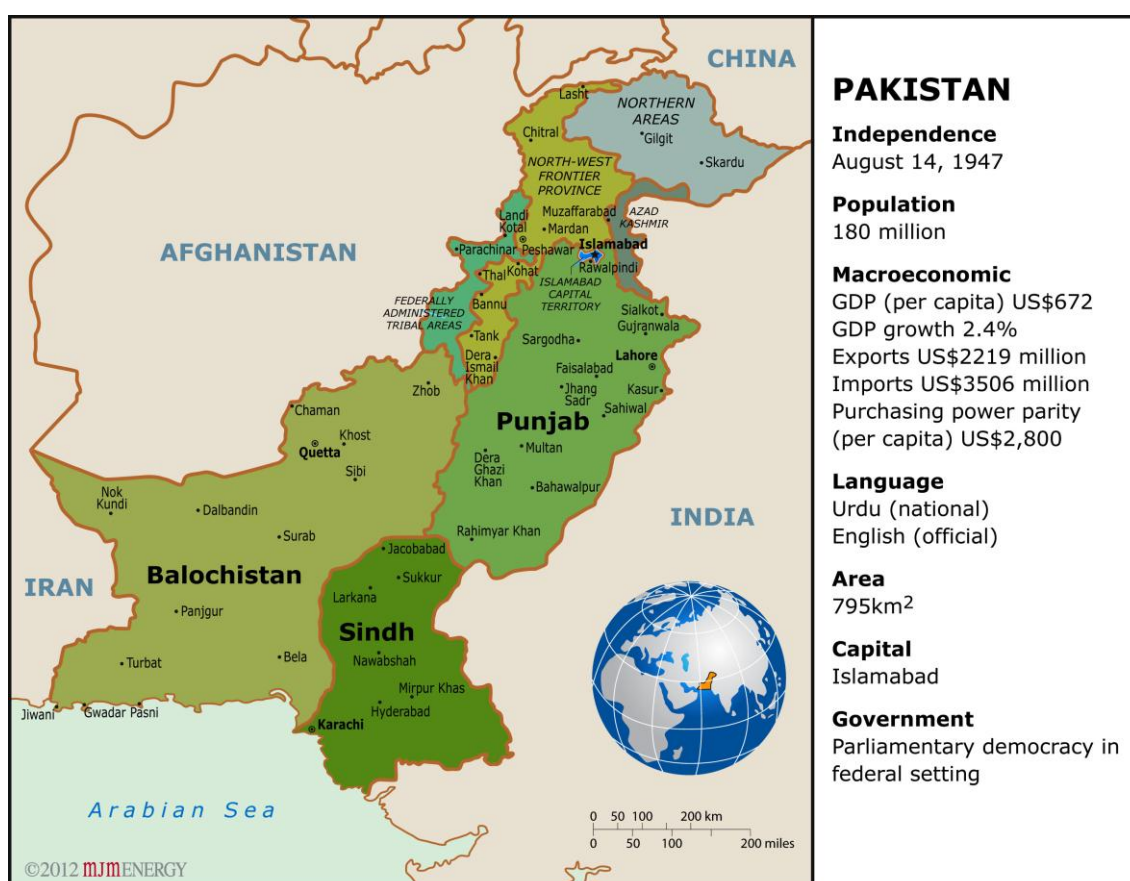 CHINA
Lasht
NORTHERN
AREAS
Gilgit
Chitral
Skardu
NORTH-WEST
FRONTIER
PROVINCE
Landi
Kotal
Muzaffarabad
AZAD
KASHMIR
Mardan
Peshawar
Islamabad
Parachinar
Rawalpindi
AFGHANISTAN
Thal
Kohat
ISLAMABAD
CAPITAL
TERRITORY
FEDERALLY
ADMINISTERED
TRIBAL AREAS
Bannu
Sialkot
Gujranwala
Tank
Sargodha
Dera
Ismail
Khan
Lahore
Faisalabad
Zhob
Jhang
Sadr
Kasur
Chaman
Sahiwal
Punjab
Khost
Quetta
Multan
Dera
Ghazi
Khan
Sibi
Bahawalpur
Nok
Kundi
Dalbandin
INDIA
Surab
Rahimyar Khan
Jacobabad
Balochistan
Sukkur
IRAN
Larkana
Panjgur
Sindh
Nawabshah
Turbat
Bela
Mirpur Khas
Hyderabad
Jiwani
Gwadar
Pasni
Karachi
Arabian Sea
0 50 100 200 km
0 50 100 200 miles
©2012 MJMENERGY
PAKISTAN
Independence
August 14, 1947
Population
180 million
Macroeconomic
GDP (per capita) US$672
GDP growth 2.4%
Exports US$2219 million
Imports US$3506 million
Purchasing power parity
(per capita) US$2,800
Language
Urdu (national)
English (official)
Area
795km²
Capital
Islamabad
Government
Parliamentary democracy in
federal setting